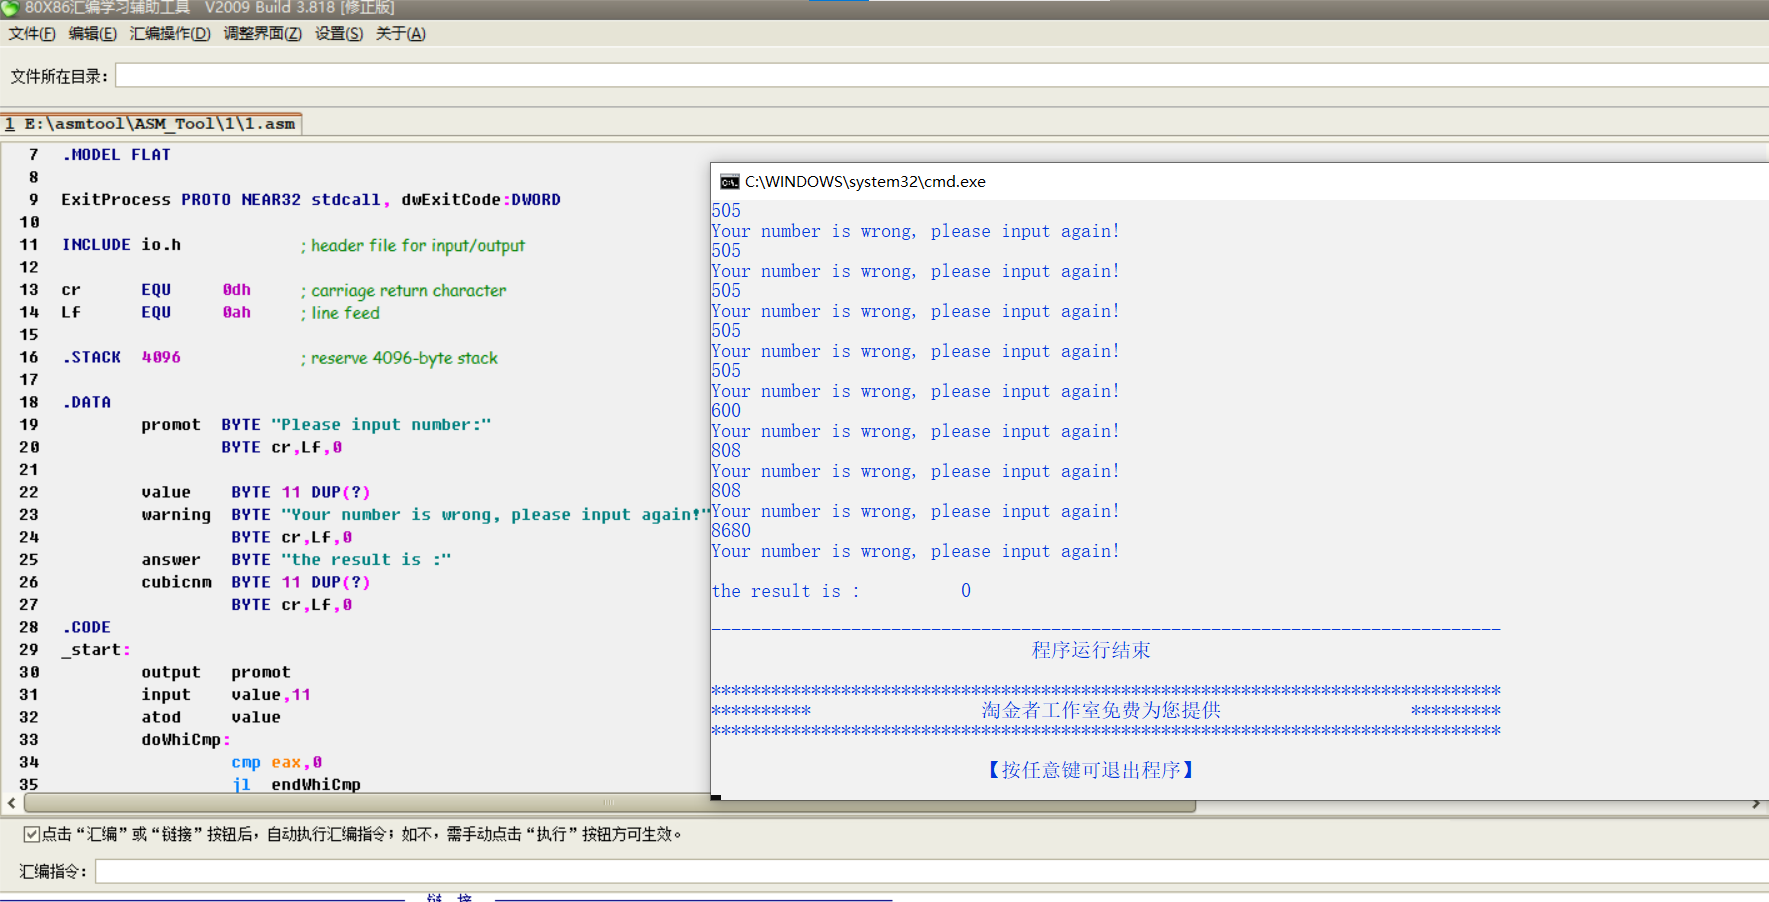 80X86汇编学习辅助工具 V2009 Build 3.818 [修正版]
文件(F) 编辑(E) 汇编操作(D) 调整界面(Z) 设置(S) 关于(A)
文件所在目录：
1 E:\asmtool\ASM_Tool\1\1.asm
7 .MODEL FLAT
8
9 ExitProcess PROTO NEAR32 stdcall, dwExitCode:DWORD
10
11 INCLUDE io.h ; header file for input/output
12
13 cr EQU 0dh ; carriage return character
14 Lf EQU 0ah ; line feed
15
16 .STACK 4096 ; reserve 4096-byte stack
17
18 .DATA
19 promot BYTE "Please input number:"
20 BYTE cr,Lf,0
21
22 value BYTE 11 DUP(?)
23 warning BYTE "Your number is wrong, please input again!"
24 BYTE cr,Lf,0
25 answer BYTE "the result is :"
26 cubicnm BYTE 11 DUP(?)
27 BYTE cr,Lf,0
28 .CODE
29 _start:
30 output promot
31 input value,11
32 atod value
33 doWhiCmp:
34 cmp eax,0
35 jl endWhiCmp
C:\WINDOWS\system32\cmd.exe
505
Your number is wrong, please input again!
505
Your number is wrong, please input again!
505
Your number is wrong, please input again!
505
Your number is wrong, please input again!
505
Your number is wrong, please input again!
600
Your number is wrong, please input again!
808
Your number is wrong, please input again!
808
Your number is wrong, please input again!
8680
Your number is wrong, please input again!
the result is : 0
-------------------------------------------------------------------------------
程序运行结束
*******************************************************************************
********** 淘金者工作室免费为您提供 *********
*******************************************************************************
【按任意键可退出程序】
点击“汇编”或“链接”按钮后，自动执行汇编指令；如不，需手动点击“执行”按钮方可生效。
汇编指令：
链 接